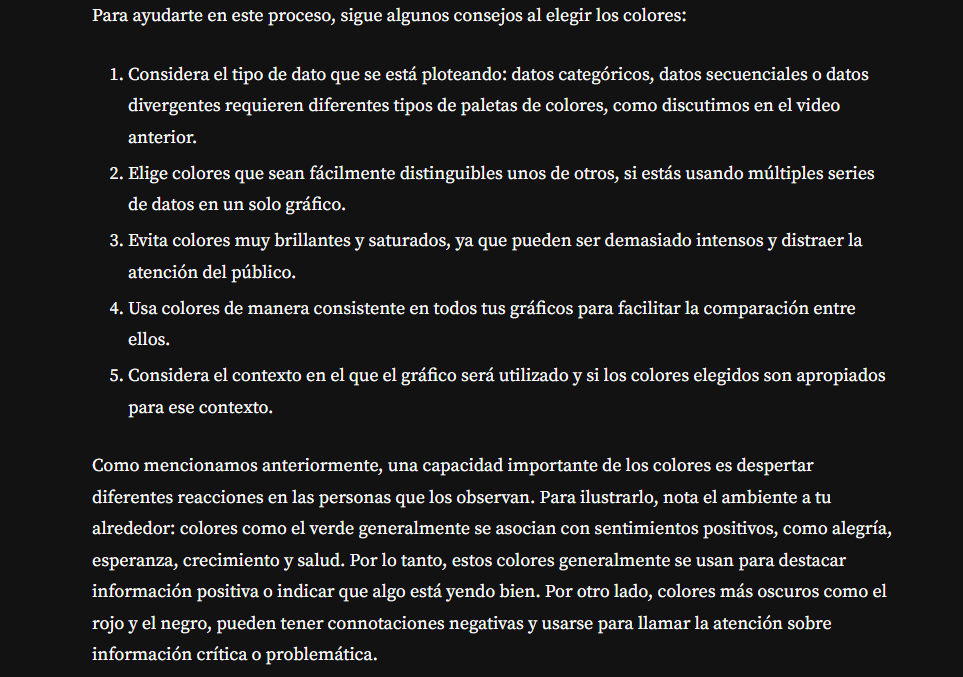 Para ayudarte en este proceso, sigue algunos consejos al elegir los colores:
1. Considera el tipo de dato que se está ploteando: datos categóricos, datos secuenciales o datos
divergentes requieren diferentes tipos de paletas de colores, como discutimos en el video
anterior.
2. Elige colores que sean fácilmente distinguibles unos de otros, si estás usando múltiples series
de datos en un solo gráfico.
3. Evita colores muy brillantes y saturados, ya que pueden ser demasiado intensos y distraer la
atención del público.
4. Usa colores de manera consistente en todos tus gráficos para facilitar la comparación entre
ellos.
5. Considera el contexto en el que el gráfico será utilizado y si los colores elegidos son apropiados
para ese contexto.
Como mencionamos anteriormente, una capacidad importante de los colores es despertar
diferentes reacciones en las personas que los observan. Para ilustrarlo, nota el ambiente a tu
alrededor: colores como el verde generalmente se asocian con sentimientos positivos, como alegría,
esperanza, crecimiento y salud. Por lo tanto, estos colores generalmente se usan para destacar
información positiva o indicar que algo está yendo bien. Por otro lado, colores más oscuros como el
rojo y el negro, pueden tener connotaciones negativas y usarse para llamar la atención sobre
información crítica o problemática.